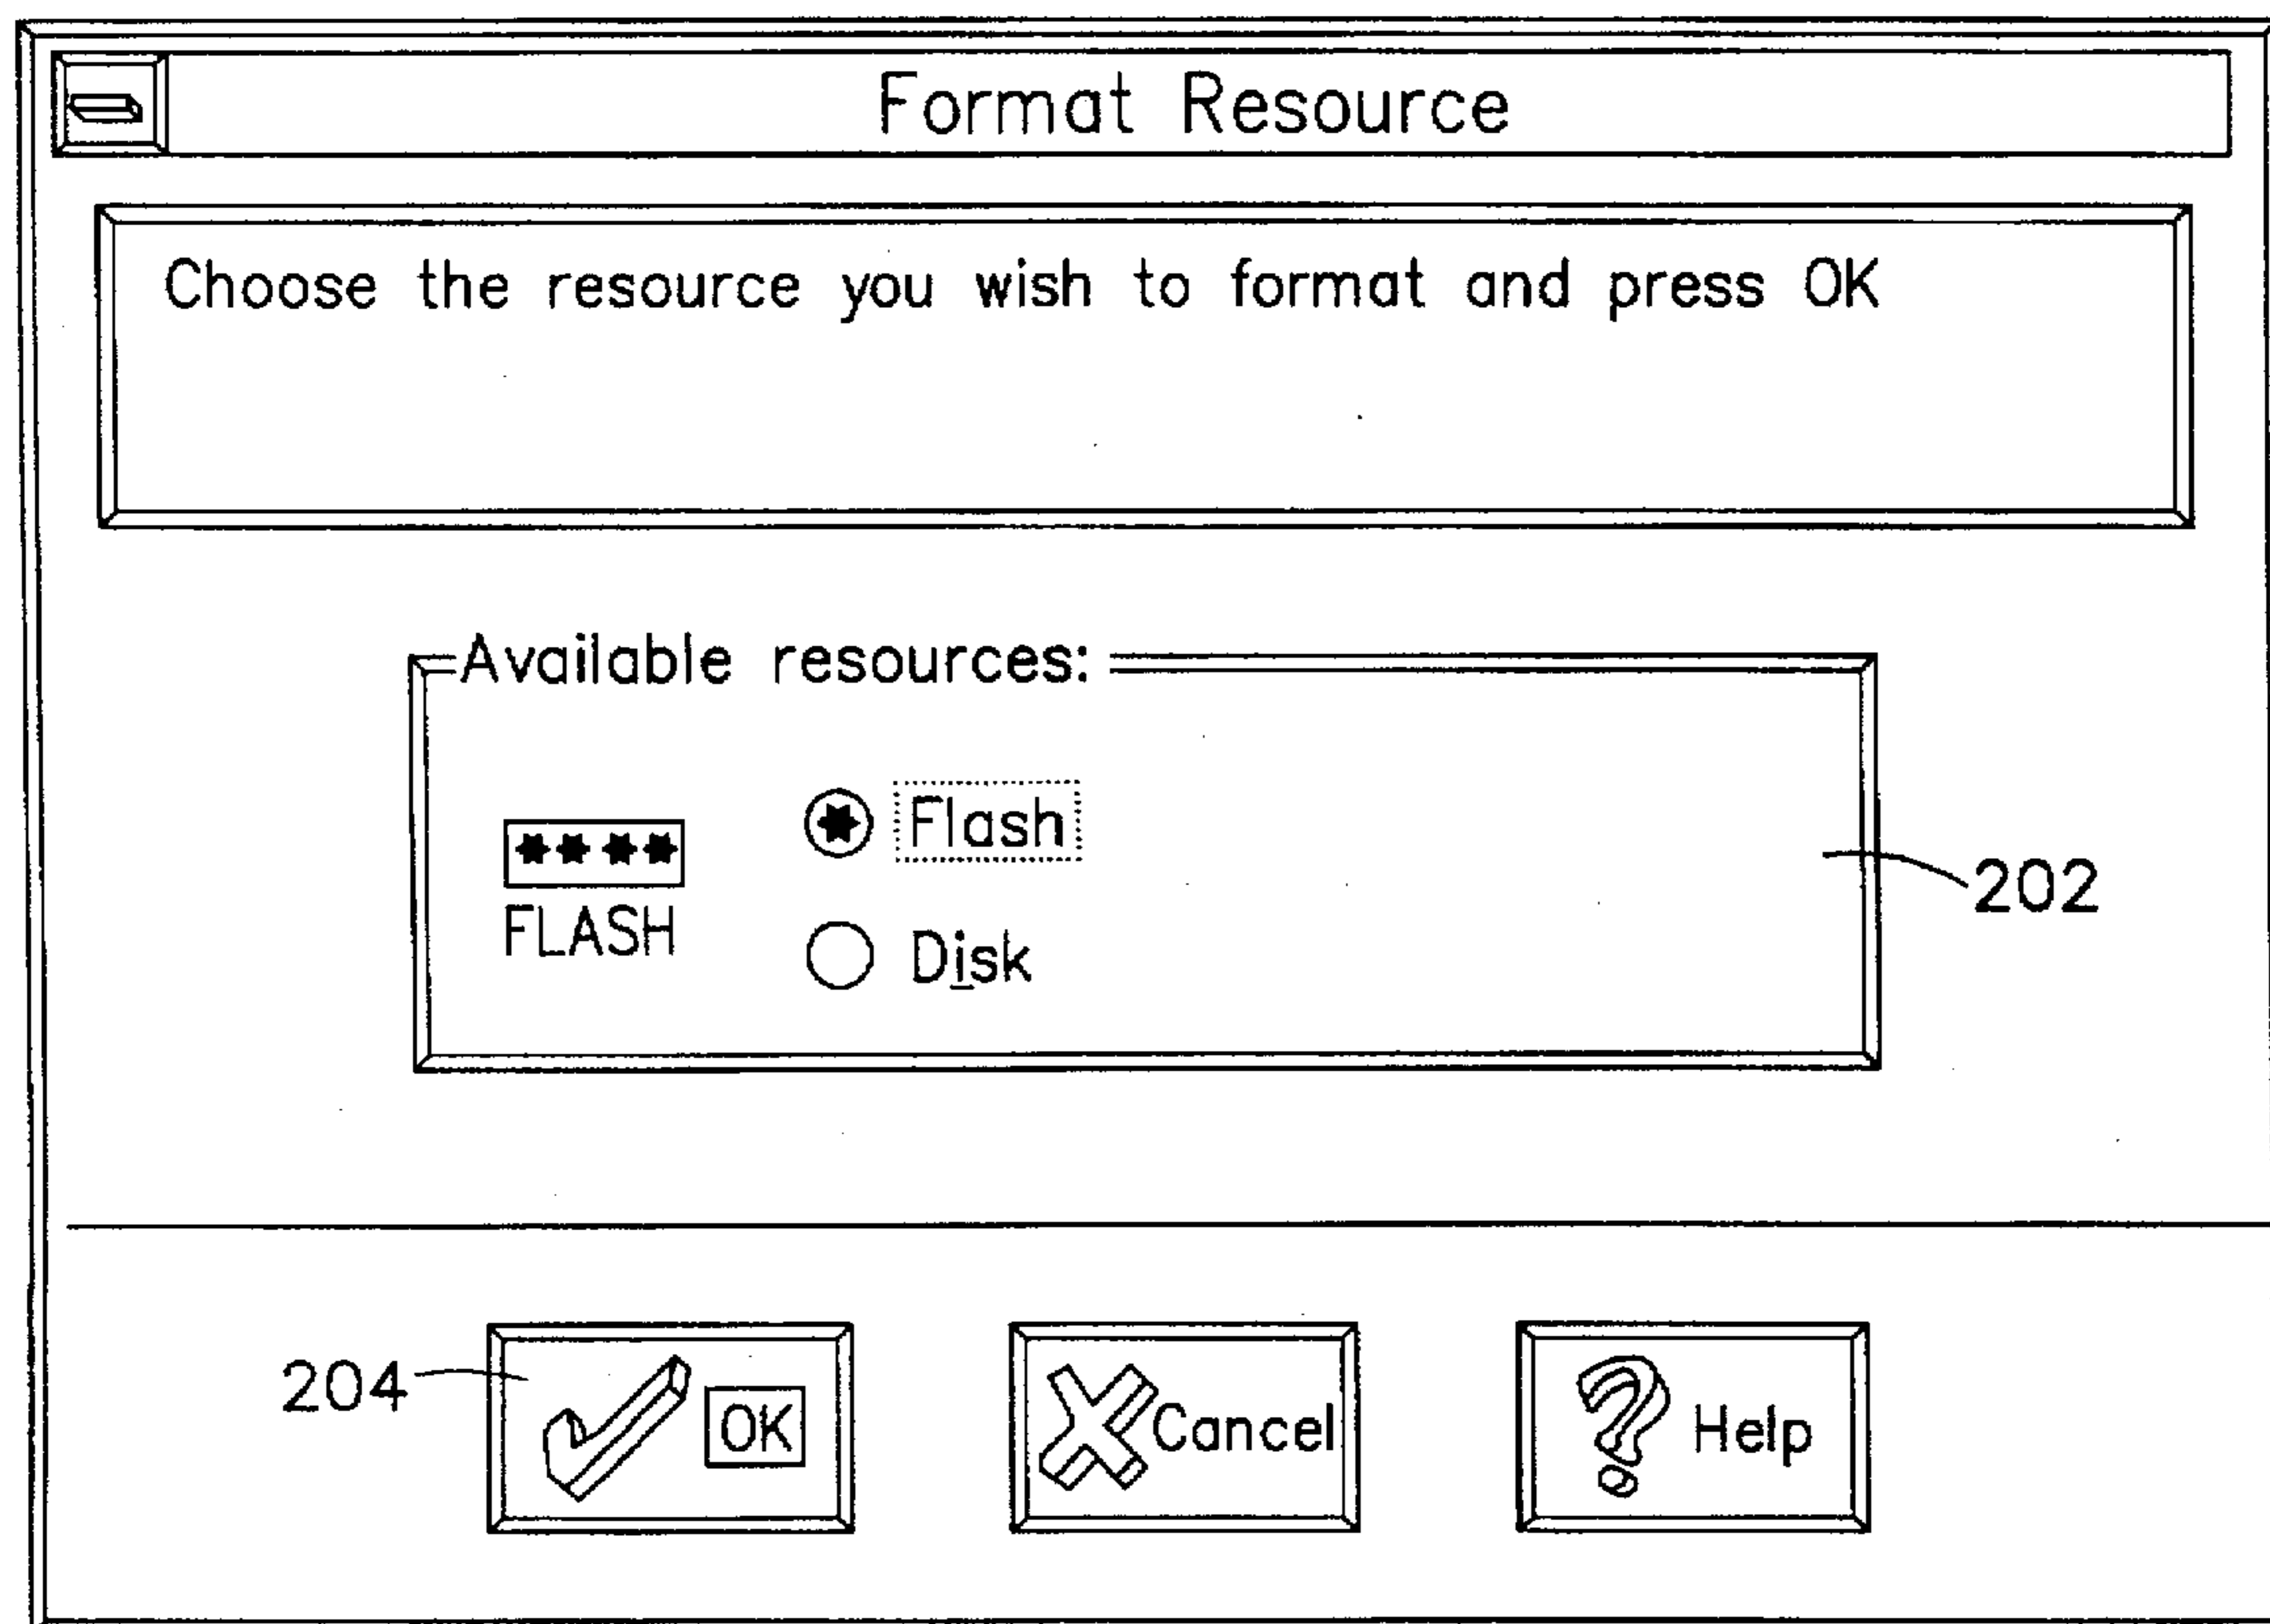 Format Resource
Choose the resource you wish to format and press OK
Available resources:
Flash
FLASH
Disk
202
204
OK
Cancel
Help